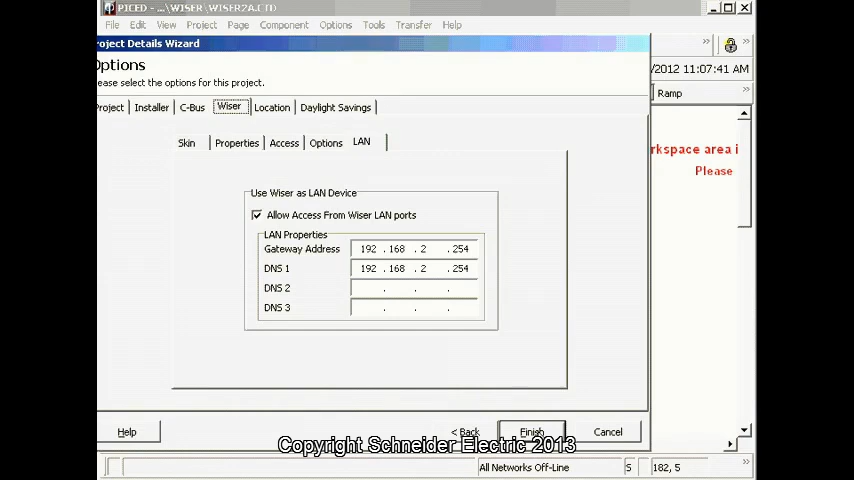 PICED - ...\WISER\WISER2A.CTD
File Edit View Project Page Component Options Tools Transfer Help
roject Details Wizard
Options
/2012 11:07:41 AM
ease select the options for this project.
Ramp
roject Installer C-Bus Wiser Location Daylight Savings
Skin Properties Access Options LAN
rkspace area i
Please
Use Wiser as LAN Device
Allow Access From Wiser LAN ports
LAN Properties
Gateway Address 192 . 168 . 2 . 254
DNS 1 192 . 168 . 2 . 254
DNS 2 . . .
DNS 3 . . .
Help < Back Finish Cancel
Copyright Schneider Electric 2013
All Networks Off-Line S 182, 5